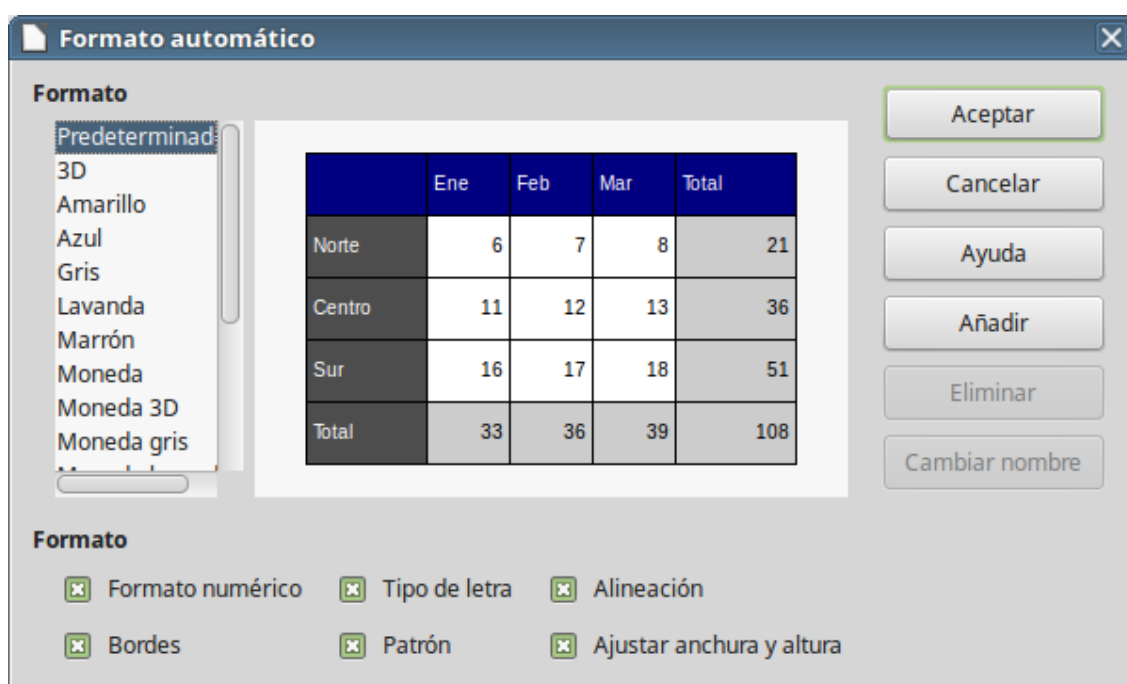 Formato automático
Formato
Predeterminad
3D
Amarillo
Azul
Gris
Lavanda
Marrón
Moneda
Moneda 3D
Moneda gris
Ene Feb Mar Total
Norte 6 7 8 21
Centro 11 12 13 36
Sur 16 17 18 51
Total 33 36 39 108
Aceptar
Cancelar
Ayuda
Añadir
Eliminar
Cambiar nombre
Formato
Formato numérico Tipo de letra Alineación
Bordes Patrón Ajustar anchura y altura